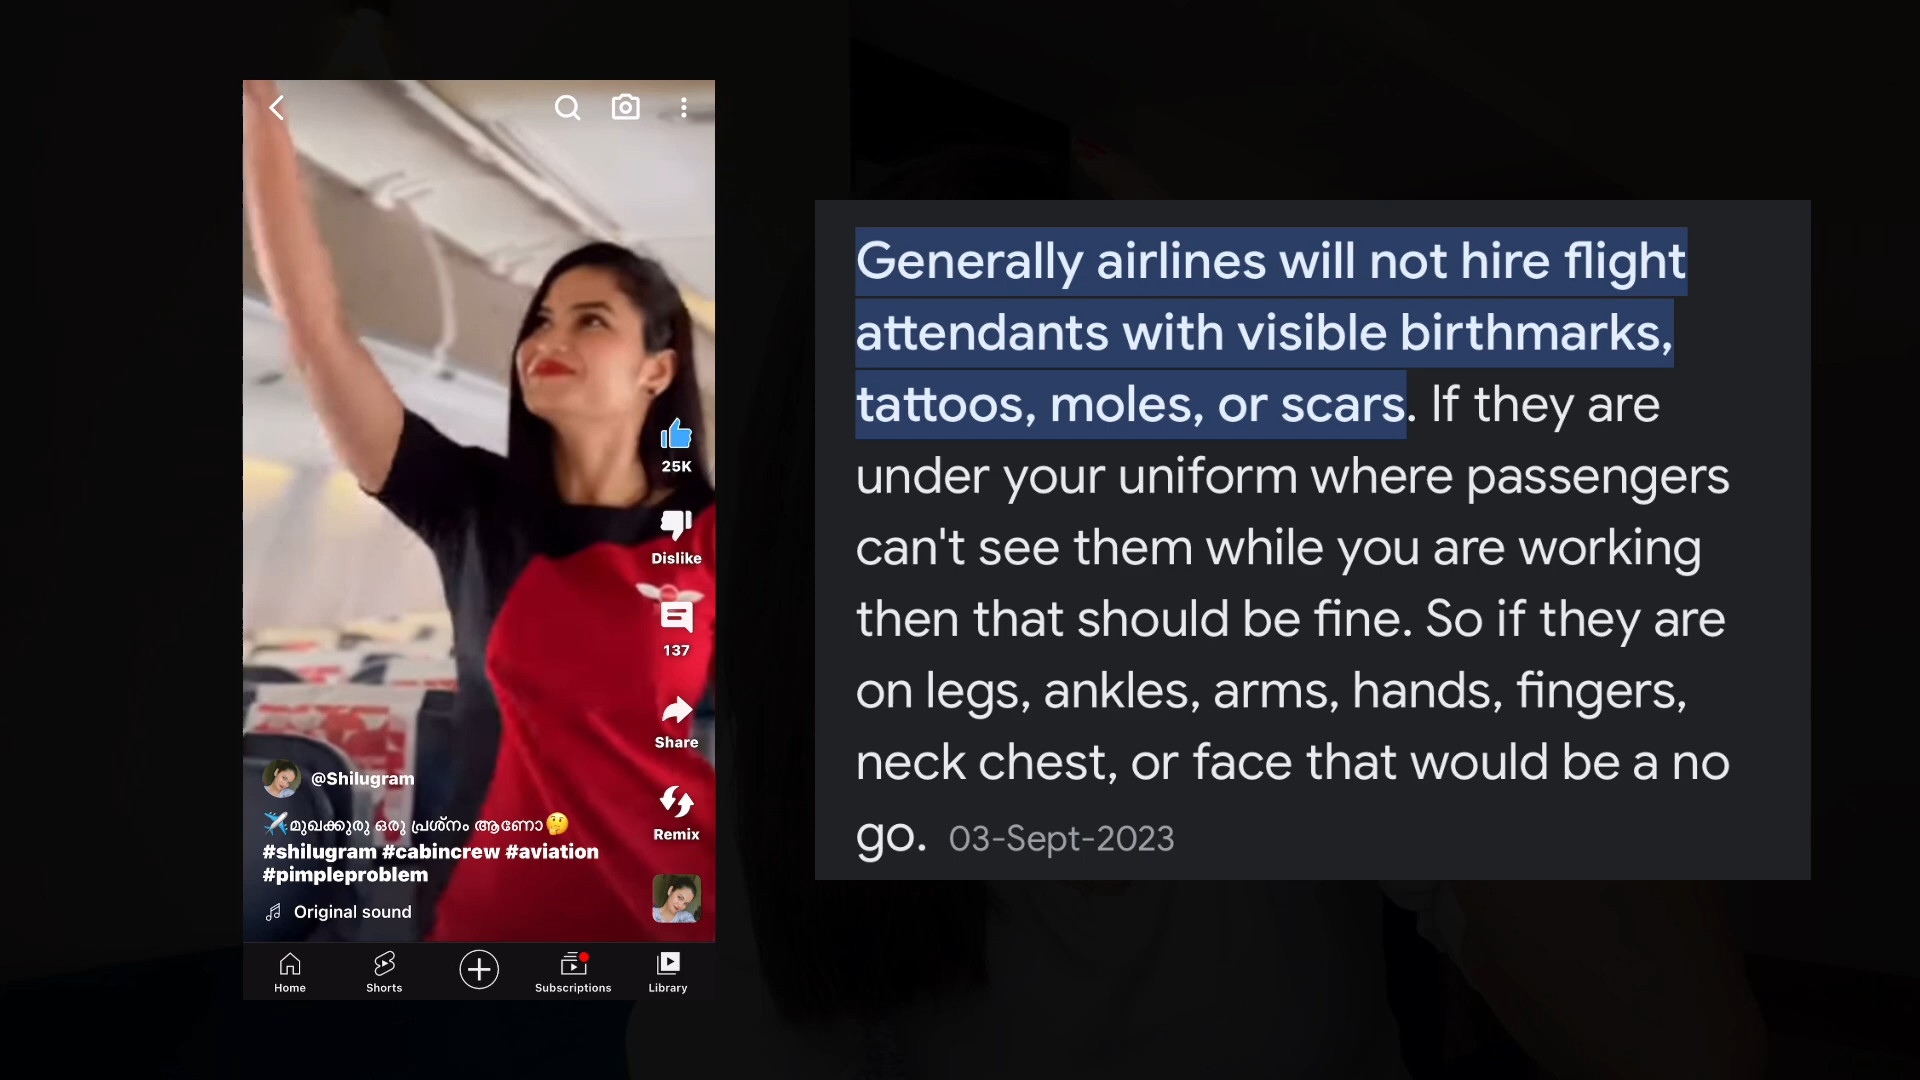 25K
Dislike
137
Share
Remix
@Shilugram
✈️മുഖക്കുരു ഒരു പ്രശ്നം ആണോ🤔
#shilugram #cabincrew #aviation
#pimpleproblem
Original sound
Home
Shorts
Subscriptions
Library
Generally airlines will not hire flight
attendants with visible birthmarks,
tattoos, moles, or scars. If they are
under your uniform where passengers
can't see them while you are working
then that should be fine. So if they are
on legs, ankles, arms, hands, fingers,
neck chest, or face that would be a no
go. 03-Sept-2023